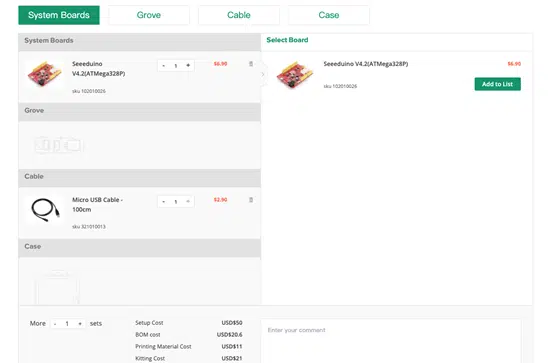 System Boards
Grove
Cable
Case
System Boards
Seeeduino
V4.2(ATMega328P)
sku 102010026
- 1 +
$6.90
Grove
Cable
Micro USB Cable -
100cm
sku 321010013
- 1 +
$2.90
Case
Select Board
Seeeduino V4.2(ATMega328P)
sku 102010026
$6.90
Add to List
More - 1 + sets
Setup Cost USD$50
BOM cost USD$20.6
Printing Material Cost USD$11
Kitting Cost USD$21
Enter your comment